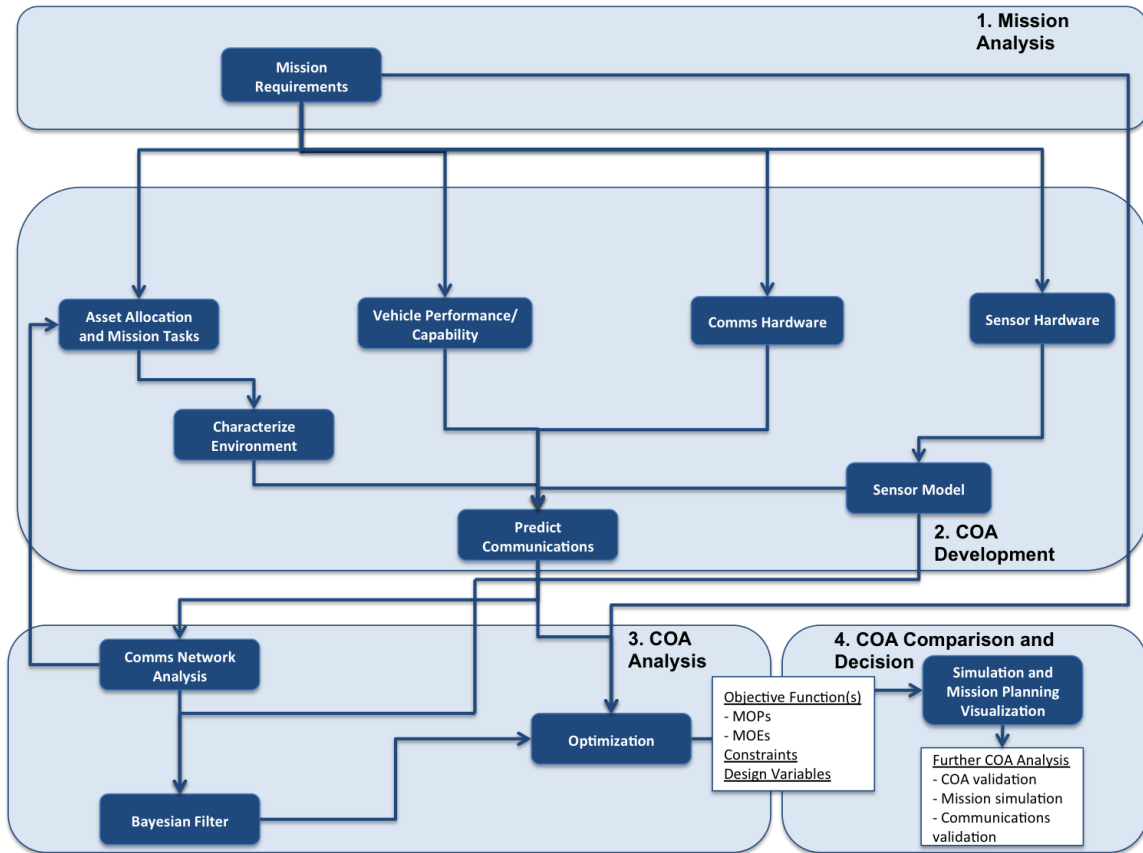 1. Mission
Analysis
Mission
Requirements
Asset Allocation
and Mission Tasks
Vehicle Performance/
Capability
Comms Hardware
Sensor Hardware
Characterize
Environment
Sensor Model
Predict
Communications
2. COA
Development
3. COA
Analysis
Comms Network
Analysis
Optimization
Bayesian Filter
Objective Function(s)
- MOPs
- MOEs
Constraints
Design Variables
4. COA Comparison and
Decision
Simulation and
Mission Planning
Visualization
Further COA Analysis
- COA validation
- Mission simulation
- Communications
validation